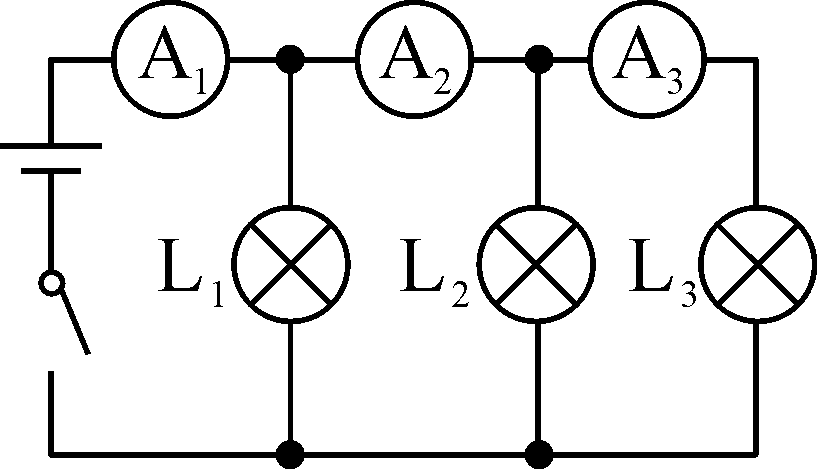 A₁ A₂ A₃
L₁ L₂ L₃